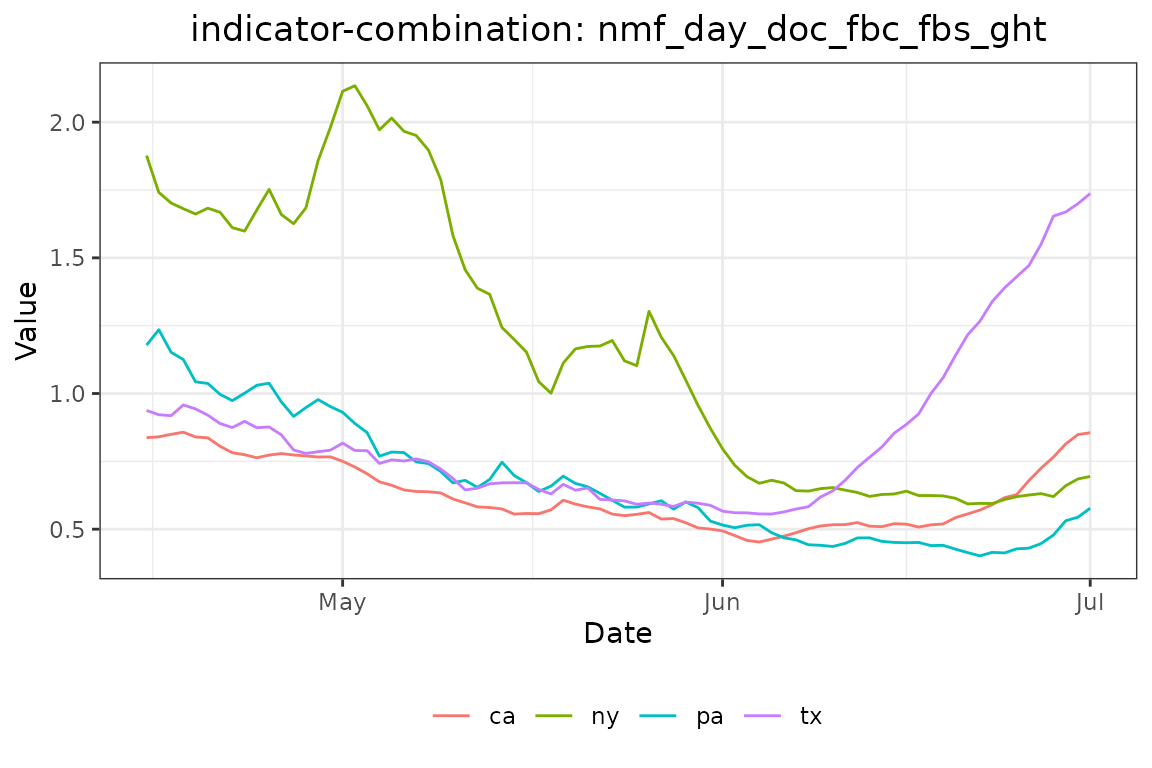 indicator-combination: nmf_day_doc_fbc_fbs_ght
2.0
1.5
1.0
0.5
Value
May Jun Jul
Date
ca ny pa tx